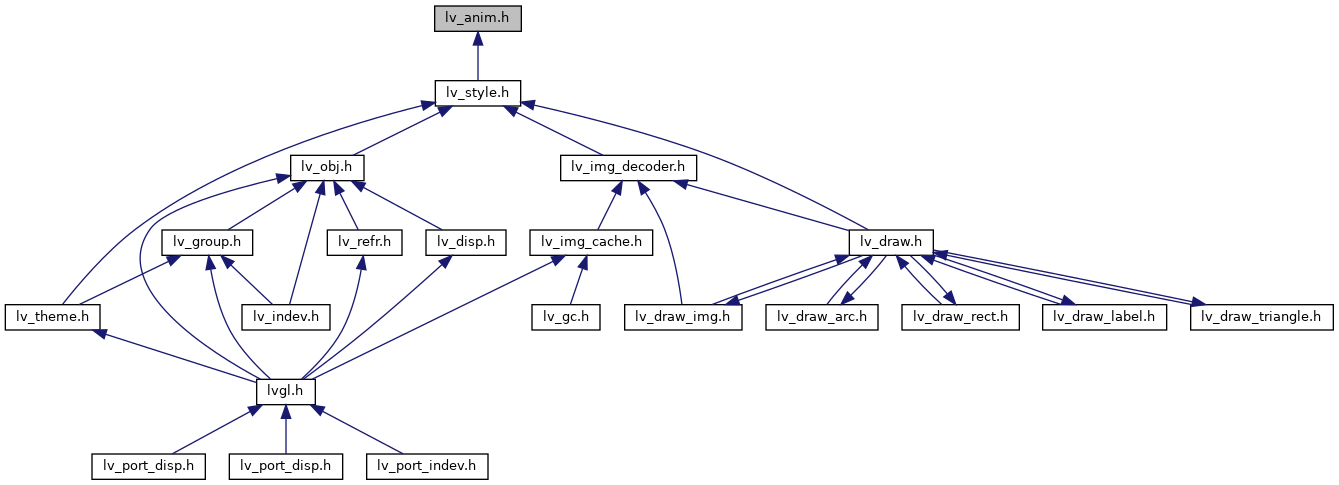 lv_anim.h
lv_style.h
lv_obj.h
lv_img_decoder.h
lv_group.h
lv_refr.h
lv_disp.h
lv_img_cache.h
lv_draw.h
lv_theme.h
lv_indev.h
lv_gc.h
lv_draw_img.h
lv_draw_arc.h
lv_draw_rect.h
lv_draw_label.h
lv_draw_triangle.h
lvgl.h
lv_port_disp.h
lv_port_disp.h
lv_port_indev.h